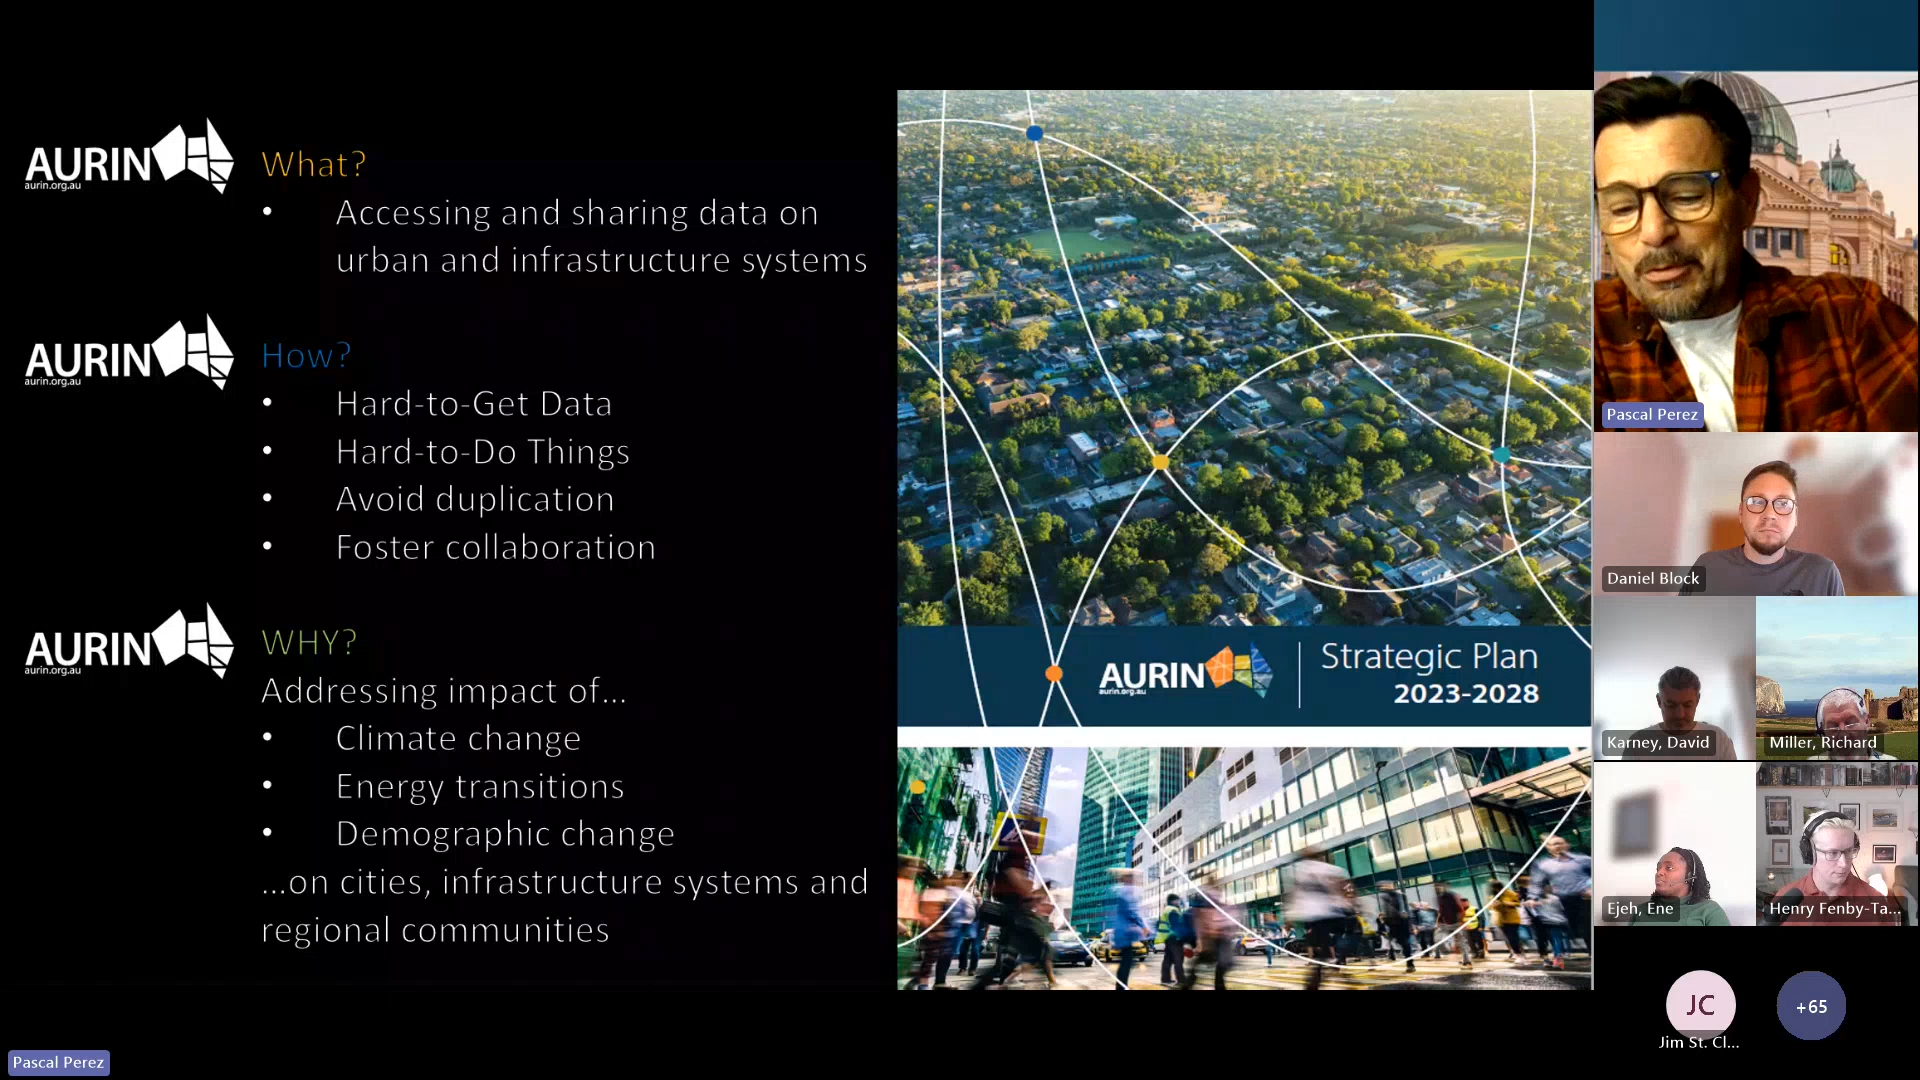 AURIN
aurin.org.au
What?
• Accessing and sharing data on
urban and infrastructure systems
AURIN
aurin.org.au
How?
• Hard-to-Get Data
• Hard-to-Do Things
• Avoid duplication
• Foster collaboration
AURIN
aurin.org.au
WHY?
Addressing impact of...
• Climate change
• Energy transitions
• Demographic change
...on cities, infrastructure systems and
regional communities
AURIN
aurin.org.au
Strategic Plan
2023-2028
Pascal Perez
Daniel Block
Karney, David
Miller, Richard
Ejeh, Ene
Henry Fenby-Ta...
JC
Jim St. Cl...
+65
Pascal Perez